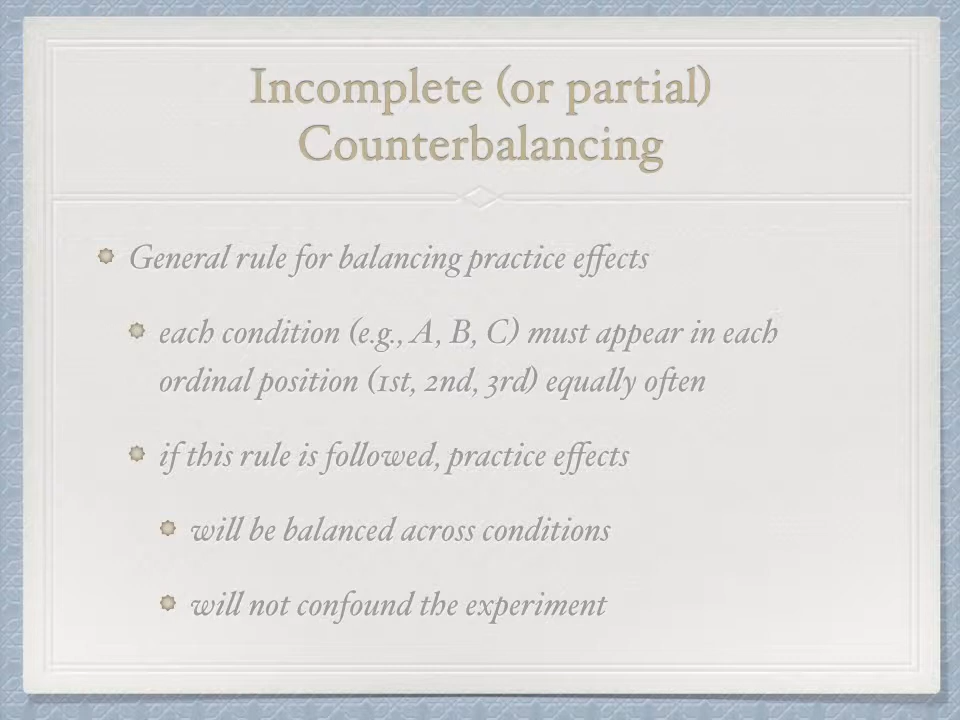 Incomplete (or partial)
Counterbalancing
General rule for balancing practice effects
each condition (e.g., A, B, C) must appear in each
ordinal position (1st, 2nd, 3rd) equally often
if this rule is followed, practice effects
will be balanced across conditions
will not confound the experiment